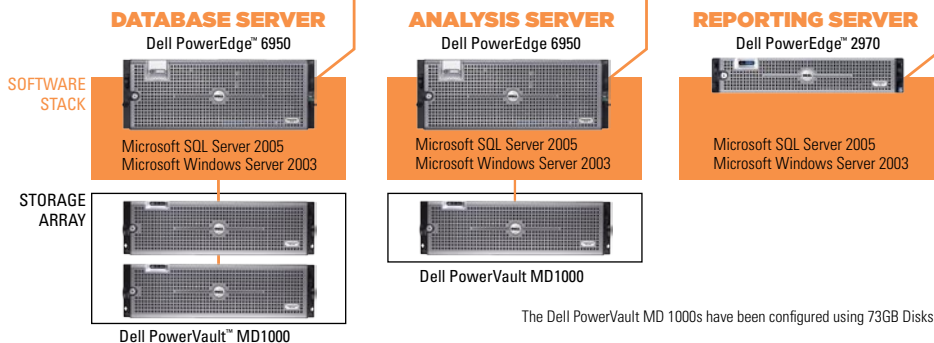 DATABASE SERVER
Dell PowerEdge™ 6950
ANALYSIS SERVER
Dell PowerEdge 6950
REPORTING SERVER
Dell PowerEdge™ 2970
SOFTWARE
STACK
Microsoft SQL Server 2005
Microsoft Windows Server 2003
Microsoft SQL Server 2005
Microsoft Windows Server 2003
Microsoft SQL Server 2005
Microsoft Windows Server 2003
STORAGE
ARRAY
Dell PowerVault™ MD1000
Dell PowerVault MD1000
The Dell PowerVault MD 1000s have been configured using 73GB Disks